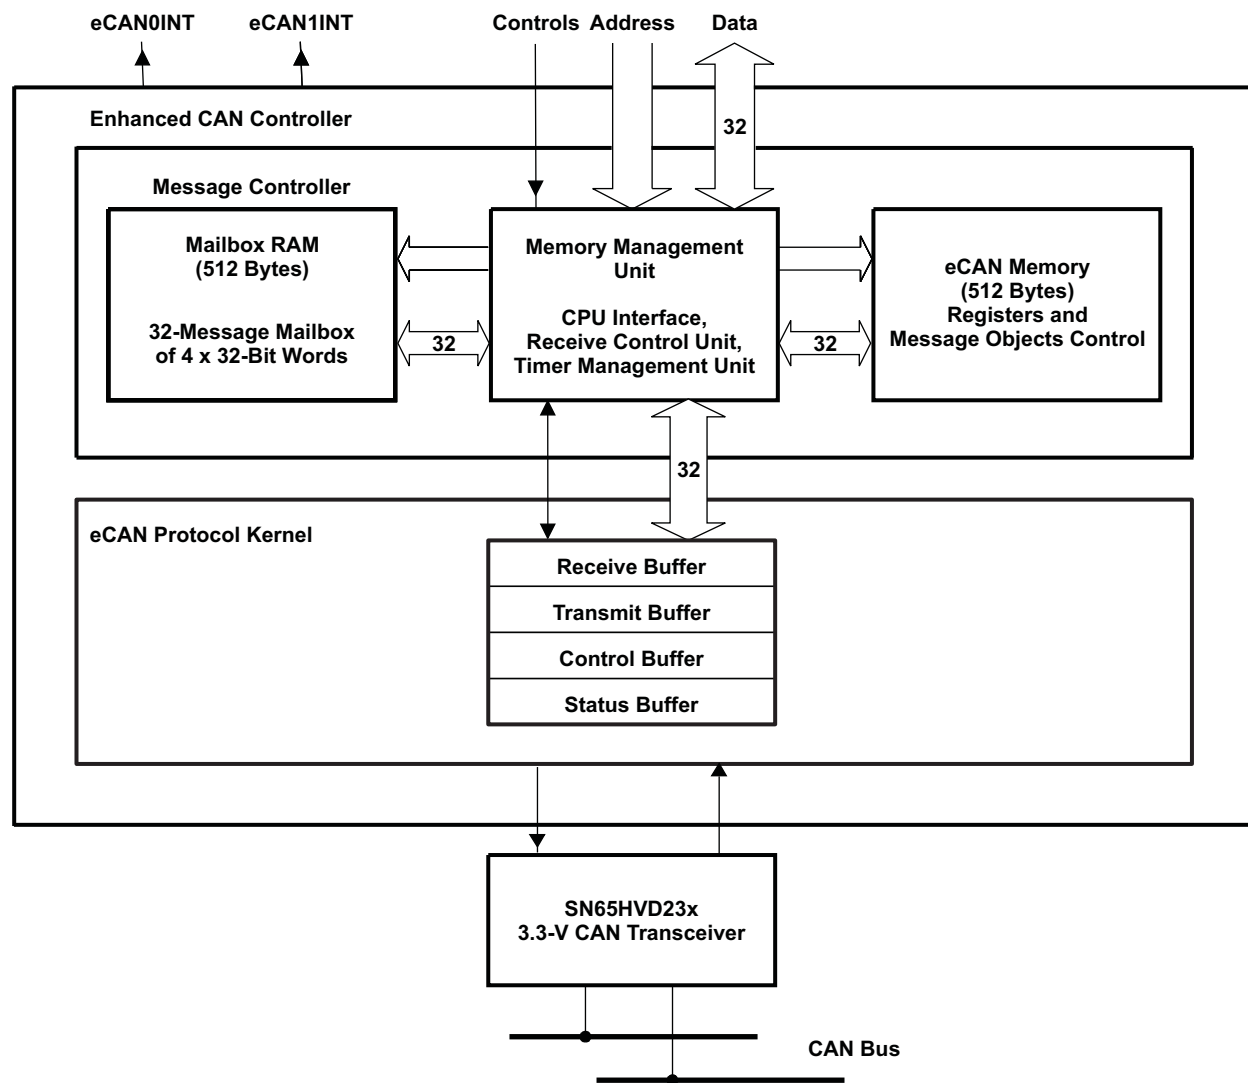 eCAN0INT
eCAN1INT
Controls
Address
Data
Enhanced CAN Controller
32
Message Controller
Mailbox RAM
(512 Bytes)
32-Message Mailbox
of 4 x 32-Bit Words
32
Memory Management
Unit
CPU Interface,
Receive Control Unit,
Timer Management Unit
32
eCAN Memory
(512 Bytes)
Registers and
Message Objects Control
32
eCAN Protocol Kernel
Receive Buffer
Transmit Buffer
Control Buffer
Status Buffer
SN65HVD23x
3.3-V CAN Transceiver
CAN Bus